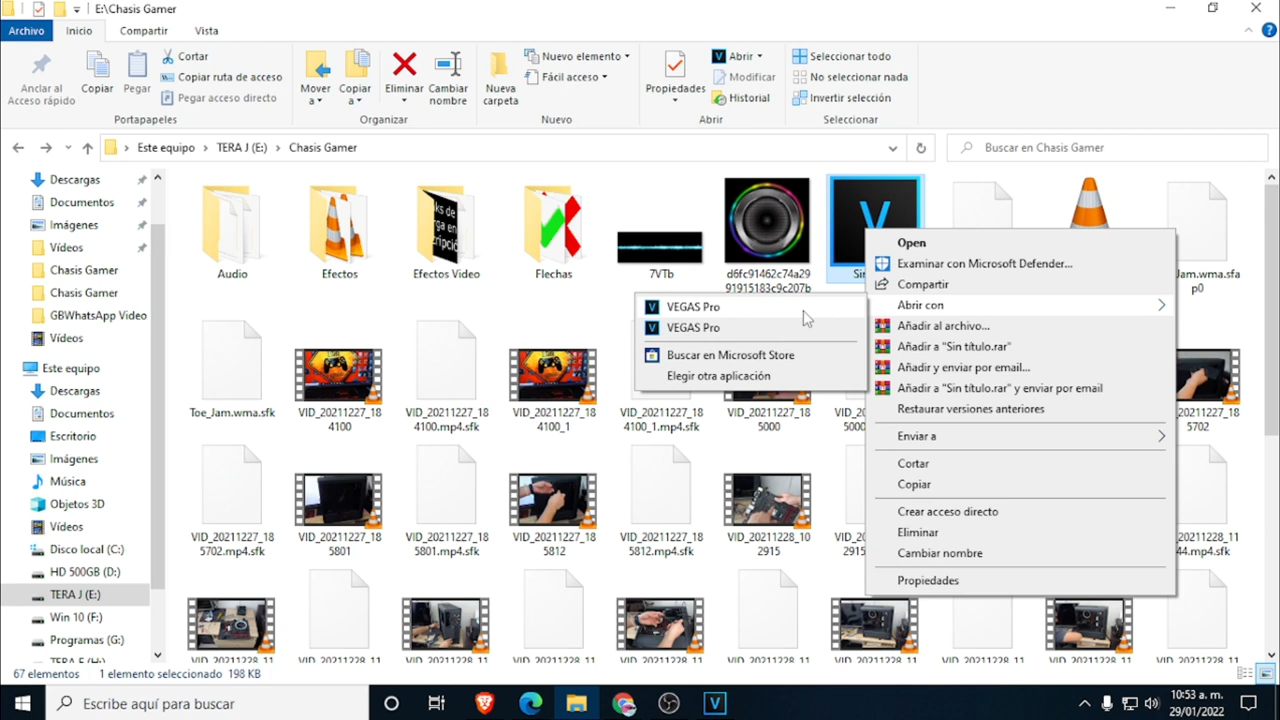 E:\Chasis Gamer
Archivo
Inicio
Compartir
Vista
Anclar al
Acceso rápido
Copiar
Pegar
Cortar
Copiar ruta de acceso
Pegar acceso directo
Portapapeles
Mover
a
Copiar
a
Eliminar
Cambiar
nombre
Organizar
Nueva
carpeta
Nuevo elemento
Fácil acceso
Nuevo
Propiedades
Abrir
Modificar
Historial
Abrir
Seleccionar todo
No seleccionar nada
Invertir selección
Seleccionar
Este equipo
TERA J (E:)
Chasis Gamer
Buscar en Chasis Gamer
Descargas
Documentos
Imágenes
Vídeos
Chasis Gamer
Chasis Gamer
GBWhatsApp Video
Vídeos
Este equipo
Descargas
Documentos
Escritorio
Imágenes
Música
Objetos 3D
Vídeos
Disco local (C:)
HD 500GB (D:)
TERA J (E:)
Win 10 (F:)
Programas (G:)
Audio
Efectos
ks de
rga en
cripció
Efectos Video
Flechas
7VTb
d6fc91462c74a29
91915183c9c207b
V
Sin
Jam.wma.sfa
p0
Open
Examinar con Microsoft Defender...
Compartir
Abrir con
Añadir al archivo...
Añadir a "Sin título.rar"
Añadir y enviar por email...
Añadir a "Sin título.rar" y enviar por email
Restaurar versiones anteriores
Enviar a
Cortar
Copiar
Crear acceso directo
Eliminar
Cambiar nombre
Propiedades
VEGAS Pro
VEGAS Pro
Buscar en Microsoft Store
Elegir otra aplicación
Toe_Jam.wma.sfk
VID_20211227_18
4100
VID_20211227_18
4100.mp4.sfk
VID_20211227_18
4100_1
VID_20211227_18
4100_1.mp4.sfk
VID_20211227_18
5000
5702
VID_20211227_18
5702.mp4.sfk
VID_20211227_18
5801
VID_20211227_18
5801.mp4.sfk
VID_20211227_18
5812
VID_20211227_18
5812.mp4.sfk
VID_20211228_10
2915
44.mp4.sfk
67 elementos
1 elemento seleccionado
198 KB
Escribe aquí para buscar
10:53 a. m.
29/01/2022